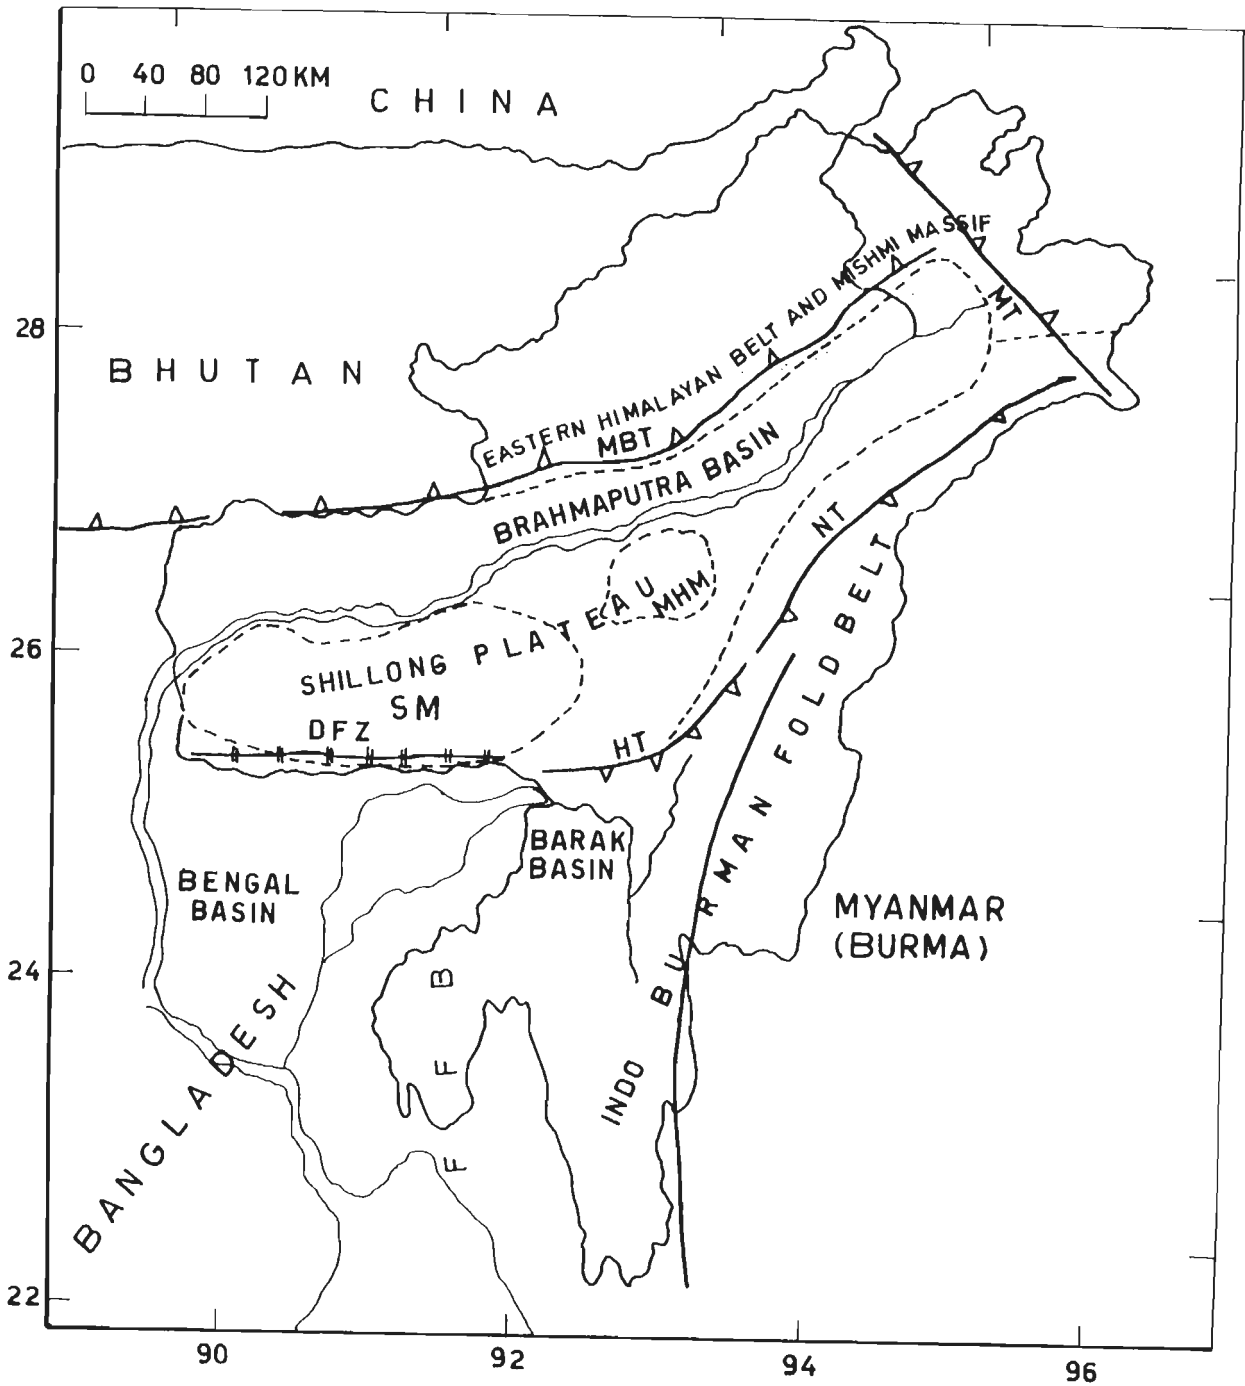 0 40 80 120 KM
CHINA
BHUTAN
EASTERN HIMALAYAN BELT AND MISHMI MASSIF
MT
MBT
BRAHMAPUTRA BASIN
NT
MHM
SHILLONG PLATEAU
SM
DFZ
HT
INDO BURMAN FOLD BELT
BARAK
BASIN
BENGAL
BASIN
MYANMAR
(BURMA)
BANGLADESH
FFB
28
26
24
22
90 92 94 96